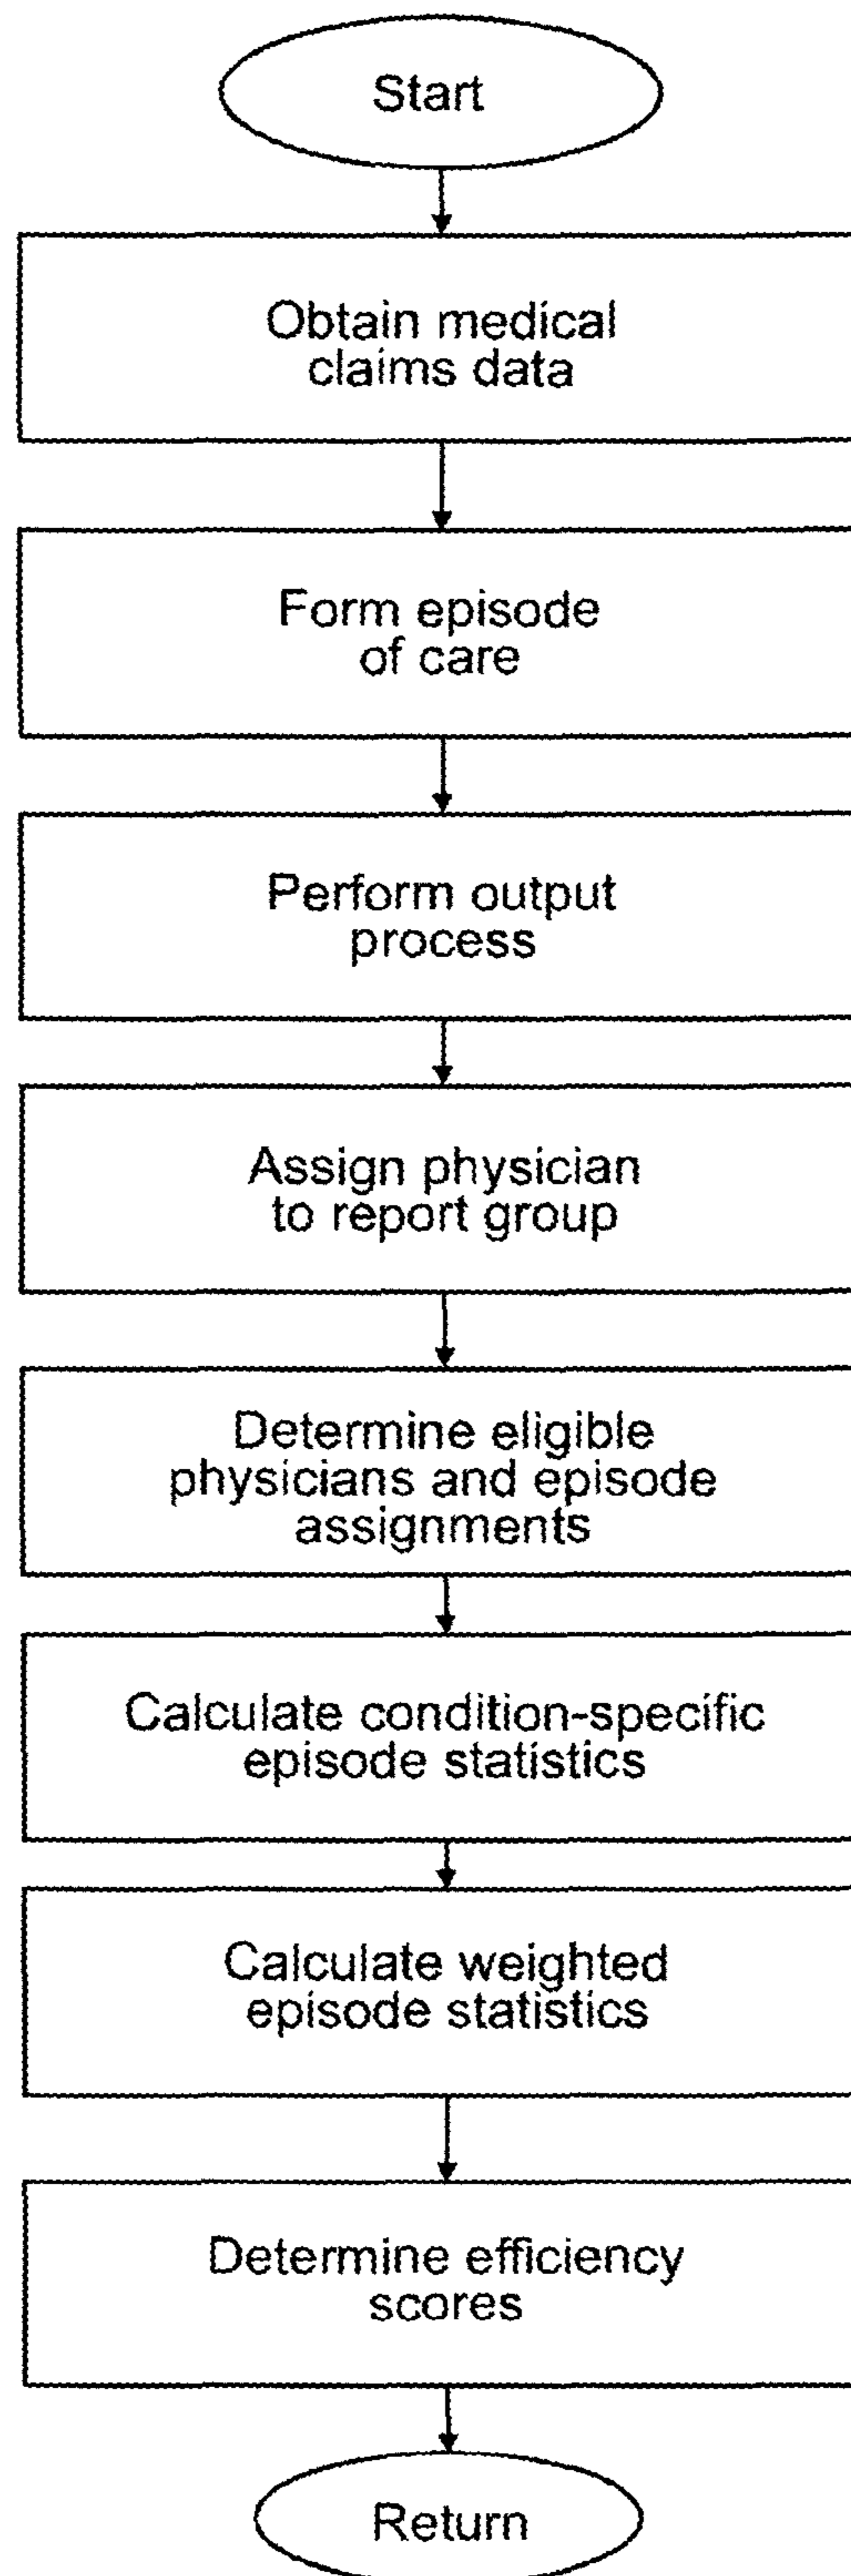 Start
Obtain medical
claims data
Form episode
of care
Perform output
process
Assign physician
to report group
Determine eligible
physicians and episode
assignments
Calculate condition-specific
episode statistics
Calculate weighted
episode statistics
Determine efficiency
scores
Return